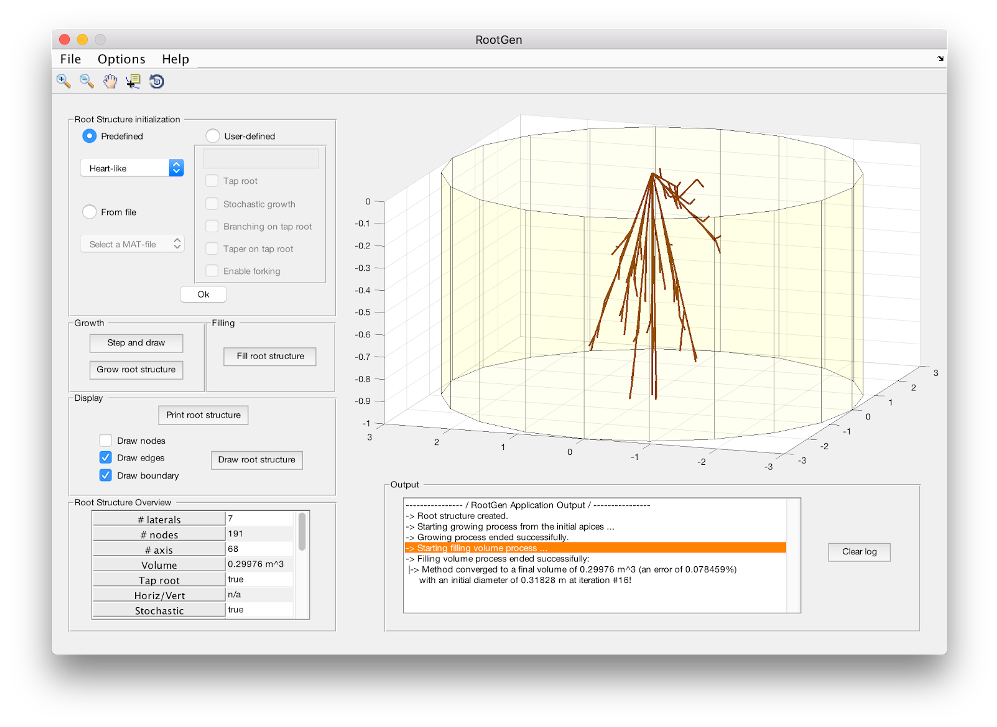 RootGen
File Options Help
Root Structure initialization
Predefined
User-defined
Heart-like
Tap root
Stochastic growth
From file
Branching on tap root
Select a MAT-file
Taper on tap root
Enable forking
Ok
Growth
Filling
Step and draw
Fill root structure
Grow root structure
Display
Print root structure
Draw nodes
Draw edges
Draw root structure
Draw boundary
Root Structure Overview
# laterals 7
# nodes 191
# axis 68
Volume 0.29976 m^3
Tap root true
Horiz/Vert n/a
Stochastic true
0
-0.1
-0.2
-0.3
-0.4
-0.5
-0.6
-0.7
-0.8
-0.9
-1
3
2
1
0
-1
-2
-3
3
2
1
0
-1
-2
-3
Output
---------------- / RootGen Application Output / ----------------
-> Root structure created.
-> Starting growing process from the initial apices ...
-> Growing process ended successfully.
-> Starting filling volume process ...
-> Filling volume process ended successfully:
|-> Method converged to a final volume of 0.29976 m^3 (an error of 0.078459%)
with an initial diameter of 0.31828 m at iteration #16!
Clear log